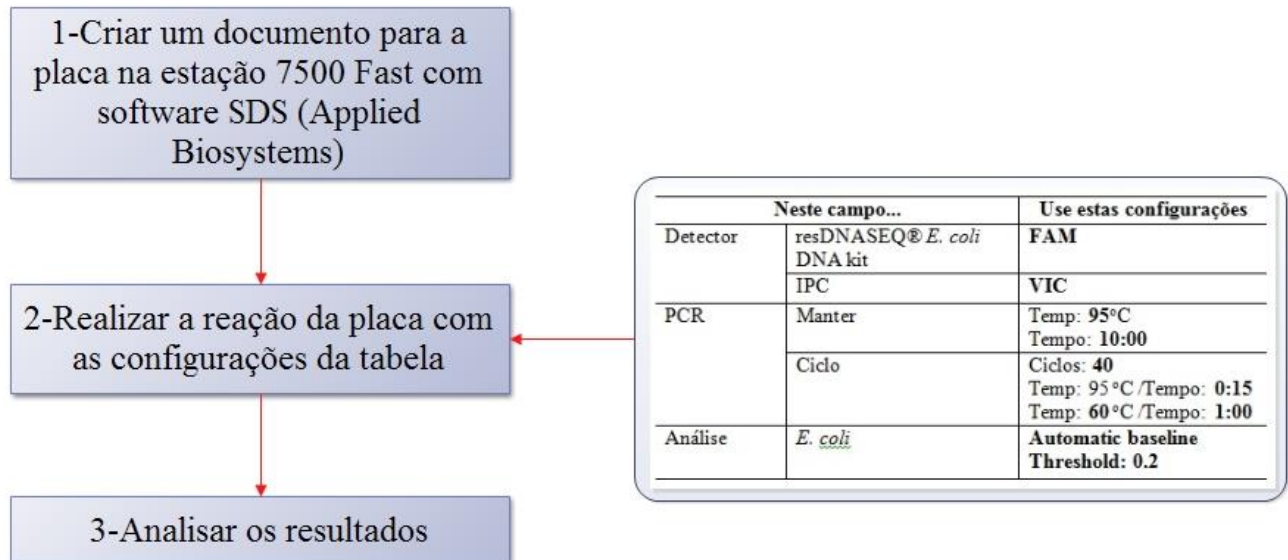 1-Criar um documento para a
placa na estação 7500 Fast com
software SDS (Applied
Biosystems)
2-Realizar a reação da placa com
as configurações da tabela
Neste campo... Use estas configurações
Detector resDNASEQ® E. coli FAM
DNA kit
IPC VIC
PCR Manter Temp: 95°C
Tempo: 10:00
Ciclo Ciclos: 40
Temp: 95°C /Tempo: 0:15
Temp: 60°C /Tempo: 1:00
Análise E. coli Automatic baseline
Threshold: 0.2
3-Analisar os resultados